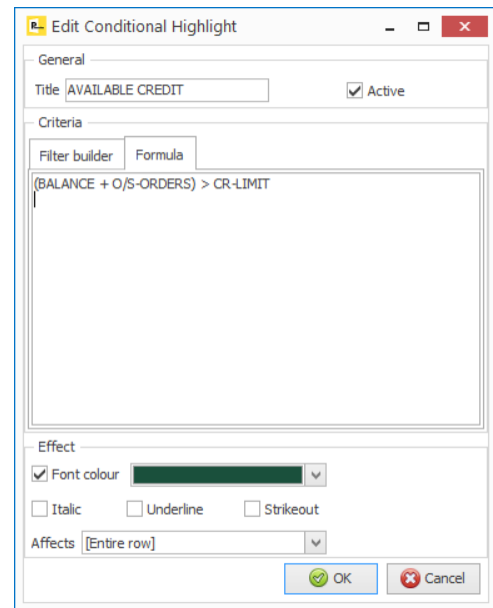 Edit Conditional Highlight
General
Title AVAILABLE CREDIT Active
Criteria
Filter builder Formula
(BALANCE + O/S-ORDERS) > CR-LIMIT
Effect
Font colour
Italic Underline Strikeout
Affects [Entire row]
OK Cancel